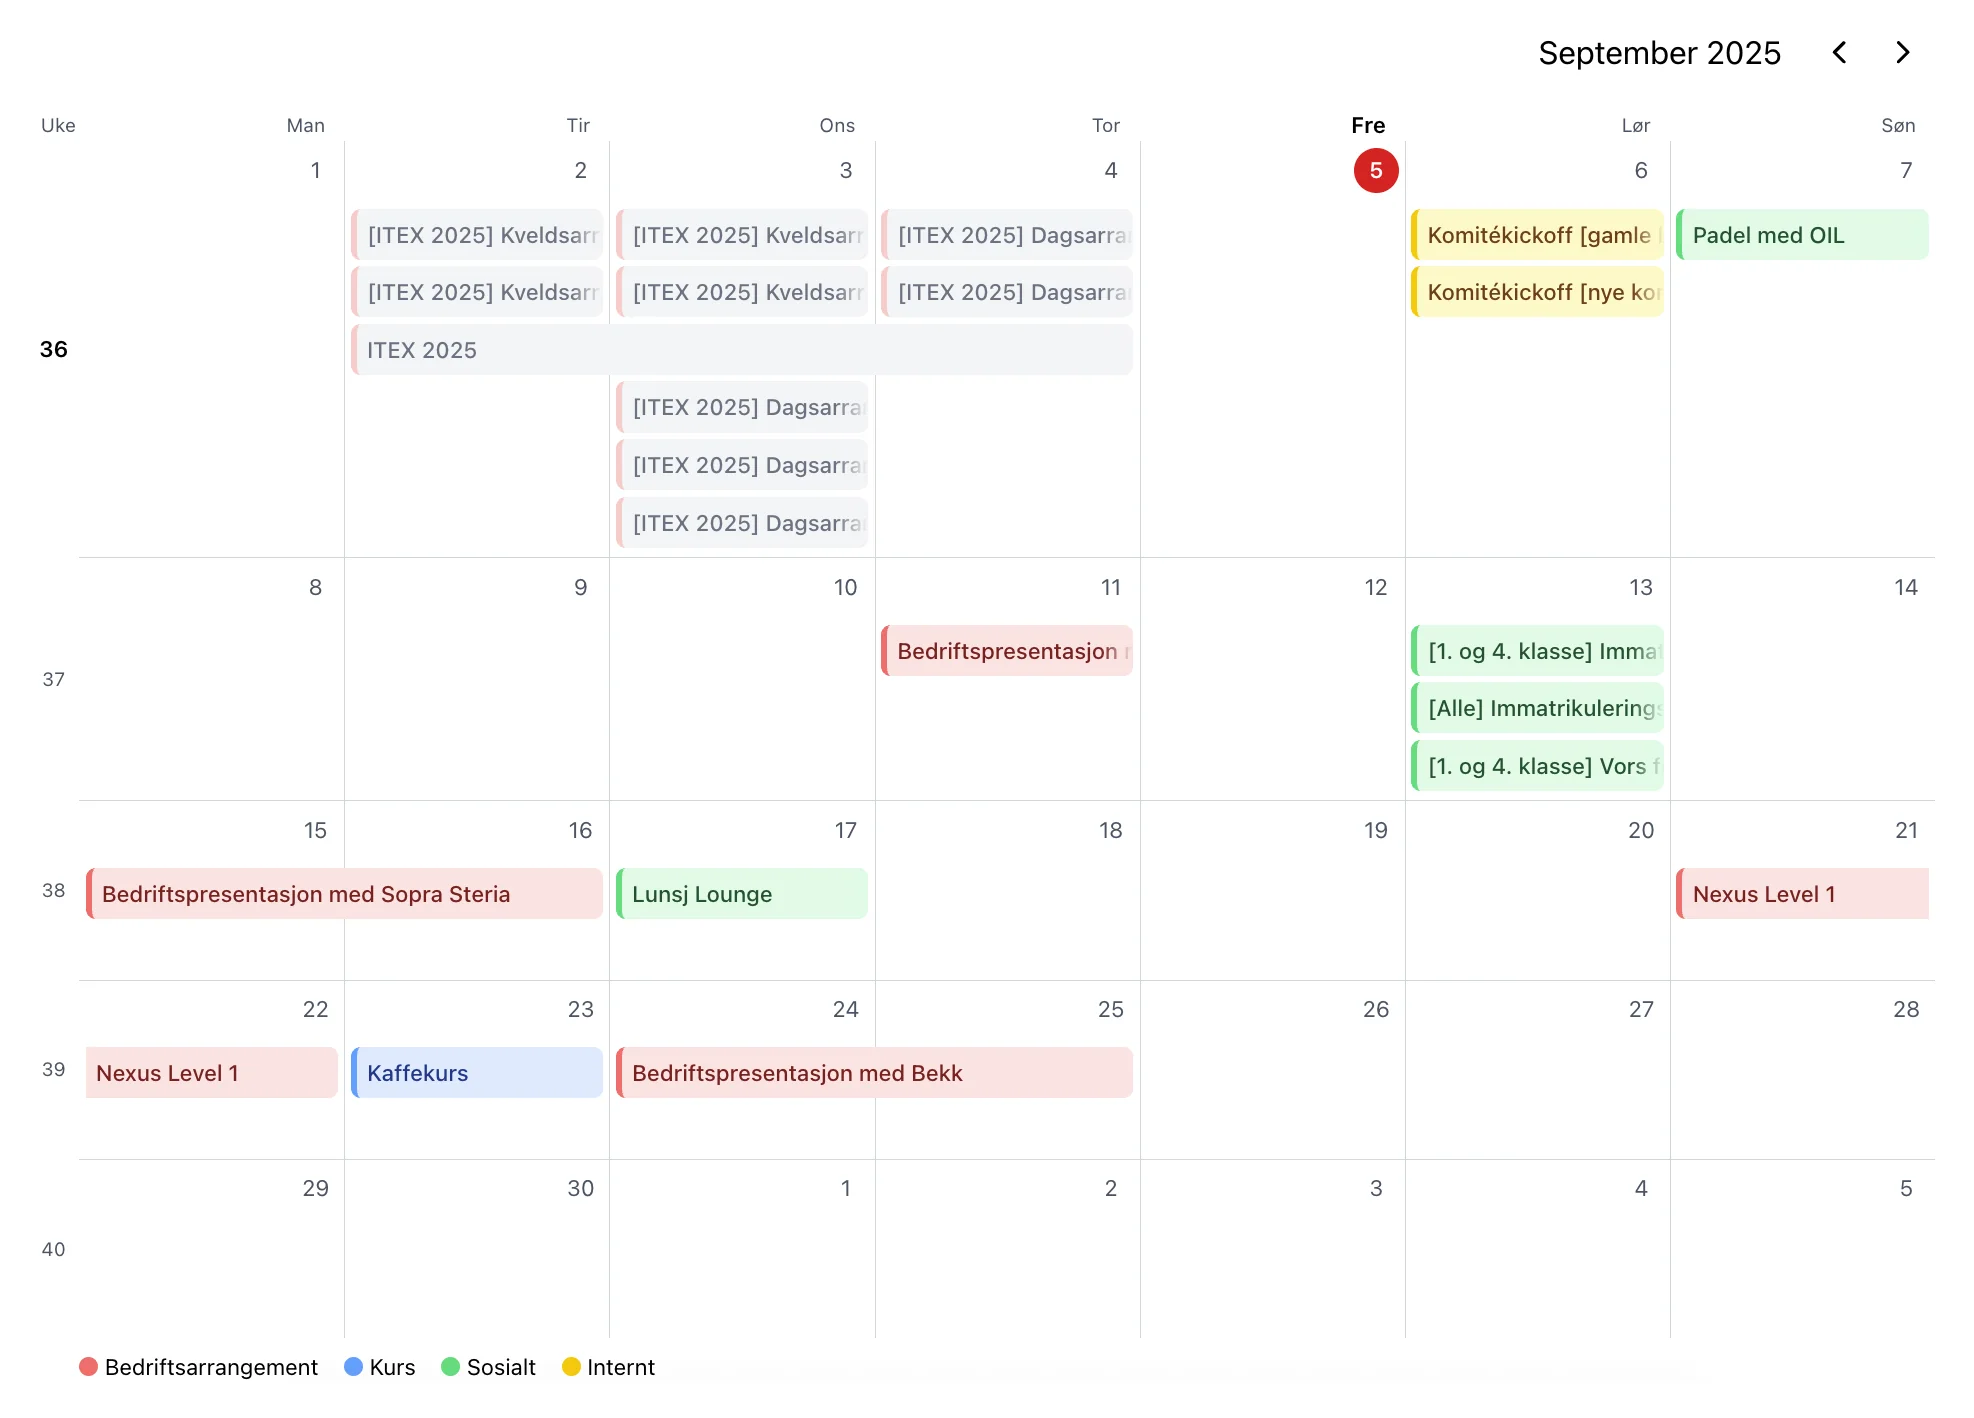 September 2025
Uke Man Tir Ons Tor Fre Lør Søn
1 2 3 4 5 6 7
[ITEX 2025] Kveldsarr [ITEX 2025] Kveldsarr [ITEX 2025] Dagsarra Komitékickoff [gamle Padel med OIL
[ITEX 2025] Kveldsarr [ITEX 2025] Kveldsarr [ITEX 2025] Dagsarra Komitékickoff [nye kor
36 ITEX 2025
[ITEX 2025] Dagsarra
[ITEX 2025] Dagsarra
[ITEX 2025] Dagsarra
8 9 10 11 12 13 14
37 Bedriftspresentasjon [1. og 4. klasse] Imma
[Alle] Immatrikulerings
[1. og 4. klasse] Vors f
15 16 17 18 19 20 21
38 Bedriftspresentasjon med Sopra Steria Lunsj Lounge Nexus Level 1
22 23 24 25 26 27 28
39 Nexus Level 1 Kaffekurs Bedriftspresentasjon med Bekk
29 30 1 2 3 4 5
40
Bedriftsarrangement Kurs Sosialt Internt